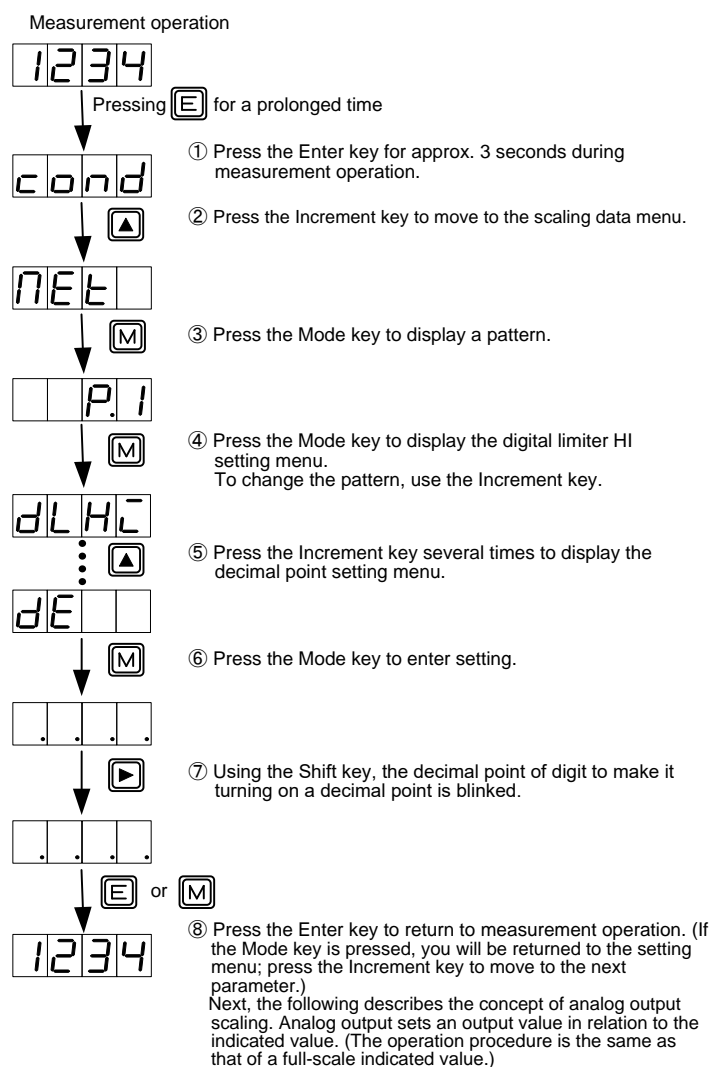 Measurement operation
1234
Pressing E for a prolonged time
① Press the Enter key for approx. 3 seconds during
measurement operation.
cond
② Press the Increment key to move to the scaling data menu.
▲
MEt
③ Press the Mode key to display a pattern.
M
P. 1
④ Press the Mode key to display the digital limiter HI
setting menu.
To change the pattern, use the Increment key.
M
dLHi
⑤ Press the Increment key several times to display the
decimal point setting menu.
▲
dE
⑥ Press the Mode key to enter setting.
M
. . . .
⑦ Using the Shift key, the decimal point of digit to make it
turning on a decimal point is blinked.
▶
. . . .
E or M
⑧ Press the Enter key to return to measurement operation. (If
the Mode key is pressed, you will be returned to the setting
menu; press the Increment key to move to the next
parameter.)
1234
Next, the following describes the concept of analog output
scaling. Analog output sets an output value in relation to the
indicated value. (The operation procedure is the same as
that of a full-scale indicated value.)